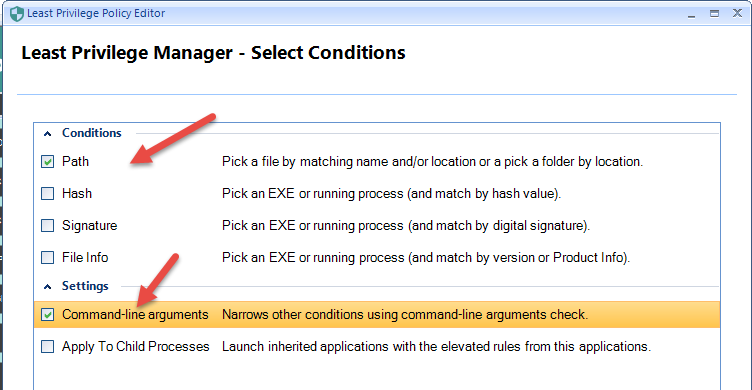 Least Privilege Policy Editor
Least Privilege Manager - Select Conditions
Conditions
Path Pick a file by matching name and/or location or a pick a folder by location.
Hash Pick an EXE or running process (and match by hash value).
Signature Pick an EXE or running process (and match by digital signature).
File Info Pick an EXE or running process (and match by version or Product Info).
Settings
Command-line arguments Narrows other conditions using command-line arguments check.
Apply To Child Processes Launch inherited applications with the elevated rules from this applications.